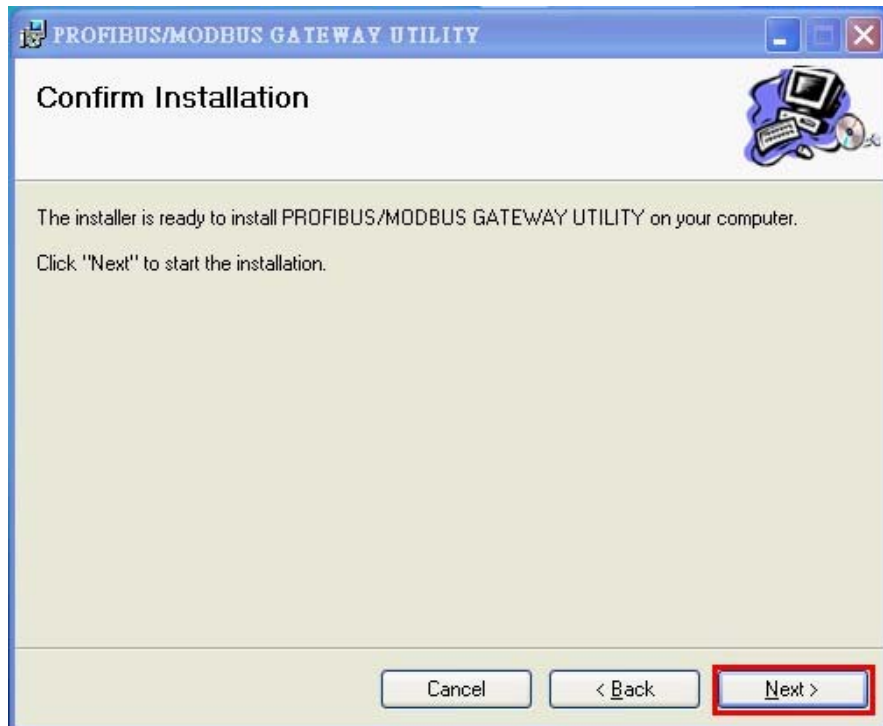 PROFIBUS/MODBUS GATEWAY UTILITY
Confirm Installation
The installer is ready to install PROFIBUS/MODBUS GATEWAY UTILITY on your computer.
Click "Next" to start the installation.
Cancel
< Back
Next >